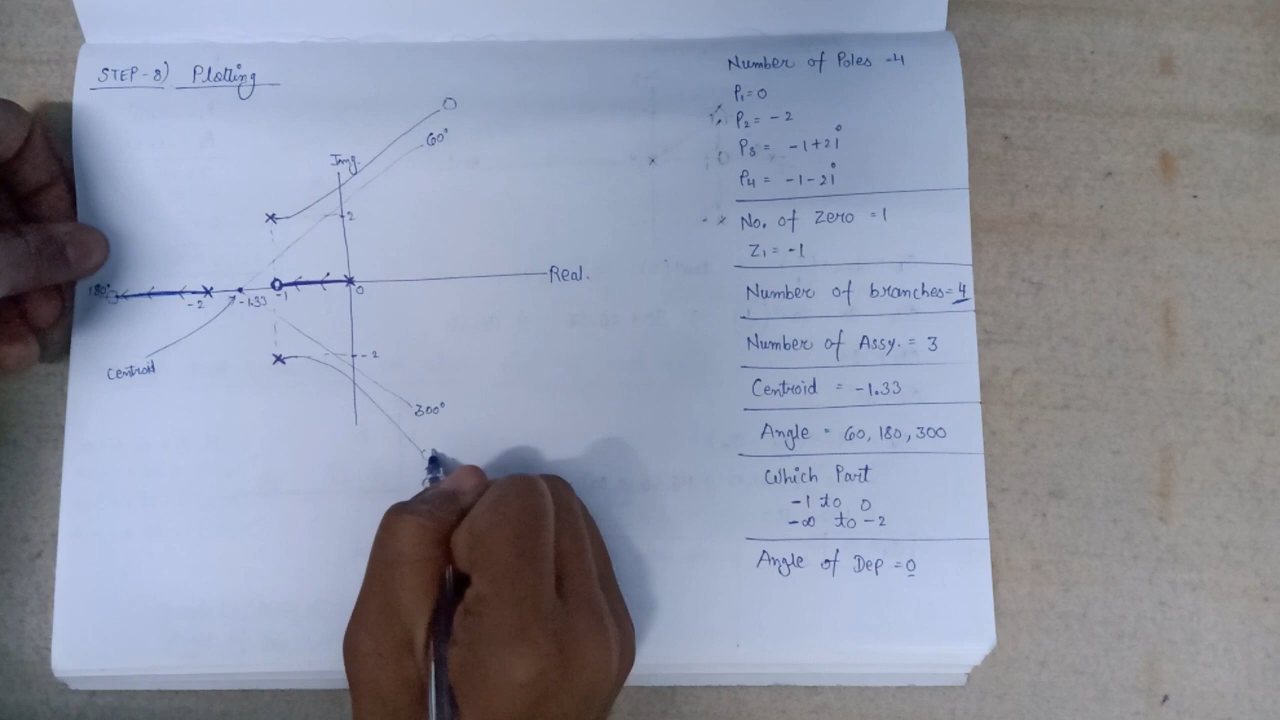 STEP-8) Plotting
60°
Img.
2
Real.
180°
-2
-1.33
-1
0
-2
Centroid
300°
Number of Poles -4
P1=0
P2= -2
P3= -1+2i
P4= -1-2i
No. of Zero =1
Z1= -1
Number of branches=4
Number of Assy. = 3
Centroid = -1.33
Angle = 60, 180, 300
Which Part
-1 to 0
-∞ to -2
Angle of Dep =0